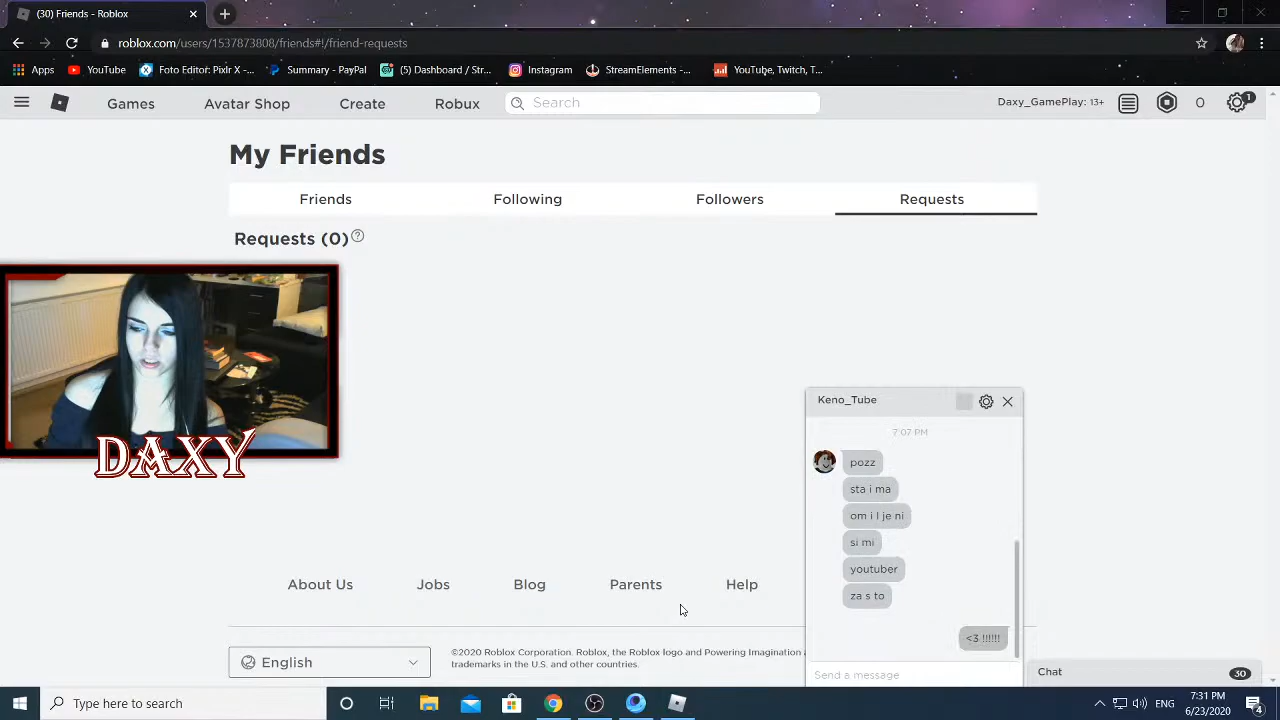 (30) Friends - Roblox
roblox.com/users/1537873808/friends#!/friend-requests
Apps YouTube Foto Editor: Pixlr X -... Summary - PayPal (5) Dashboard / Str... Instagram StreamElements -... YouTube, Twitch, T...
Games Avatar Shop Create Robux Search Daxy_GamePlay: 13+ 0 1
My Friends
Friends Following Followers Requests
Requests (0)
DAXY
Keno_Tube
7:07 PM
pozz
sta i ma
om i l je ni
si mi
youtuber
za s to
<3 !!!!!!
Send a message
About Us Jobs Blog Parents Help
English
©2020 Roblox Corporation. Roblox, the Roblox logo and Powering Imagination a
trademarks in the U.S. and other countries.
Chat 30
Type here to search
ENG
7:31 PM
6/23/2020
4